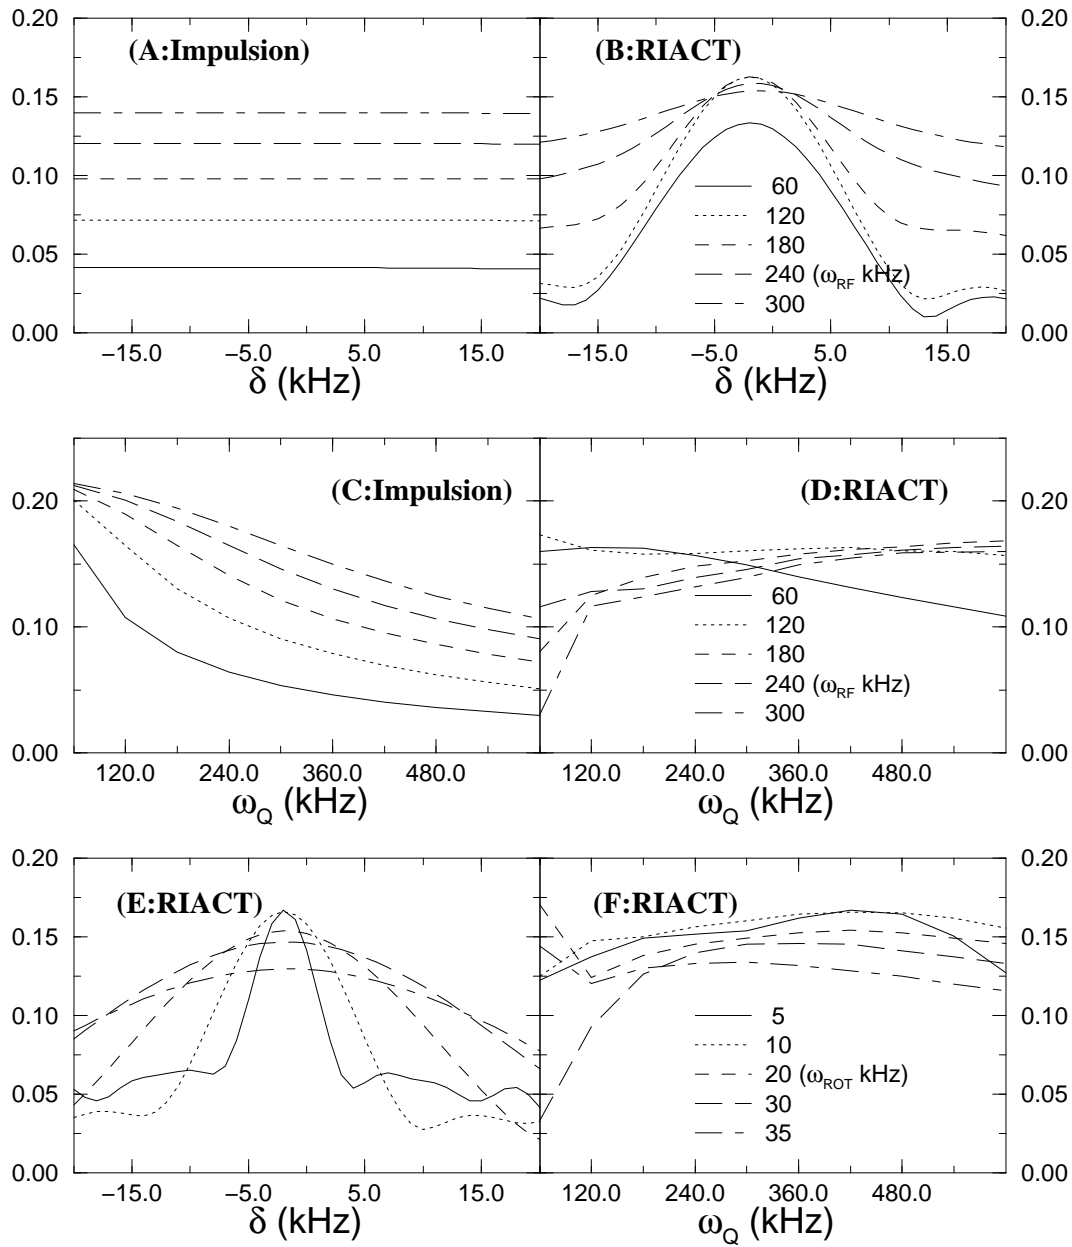 (A:Impulsion)
(B:RIACT)
0.20
0.15
0.10
0.05
0.00
0.20
0.15
0.10
0.05
0.00
60
120
180
240 (ω_RF kHz)
300
−15.0 −5.0 5.0 15.0
−15.0 −5.0 5.0 15.0
δ (kHz)
δ (kHz)
(C:Impulsion)
(D:RIACT)
0.20
0.10
0.00
0.20
0.10
0.00
60
120
180
240 (ω_RF kHz)
300
120.0 240.0 360.0 480.0
120.0 240.0 360.0 480.0
ω_Q (kHz)
ω_Q (kHz)
(E:RIACT)
(F:RIACT)
0.20
0.15
0.10
0.05
0.00
0.20
0.15
0.10
0.05
0.00
5
10
20 (ω_ROT kHz)
30
35
−15.0 −5.0 5.0 15.0
120.0 240.0 360.0 480.0
δ (kHz)
ω_Q (kHz)